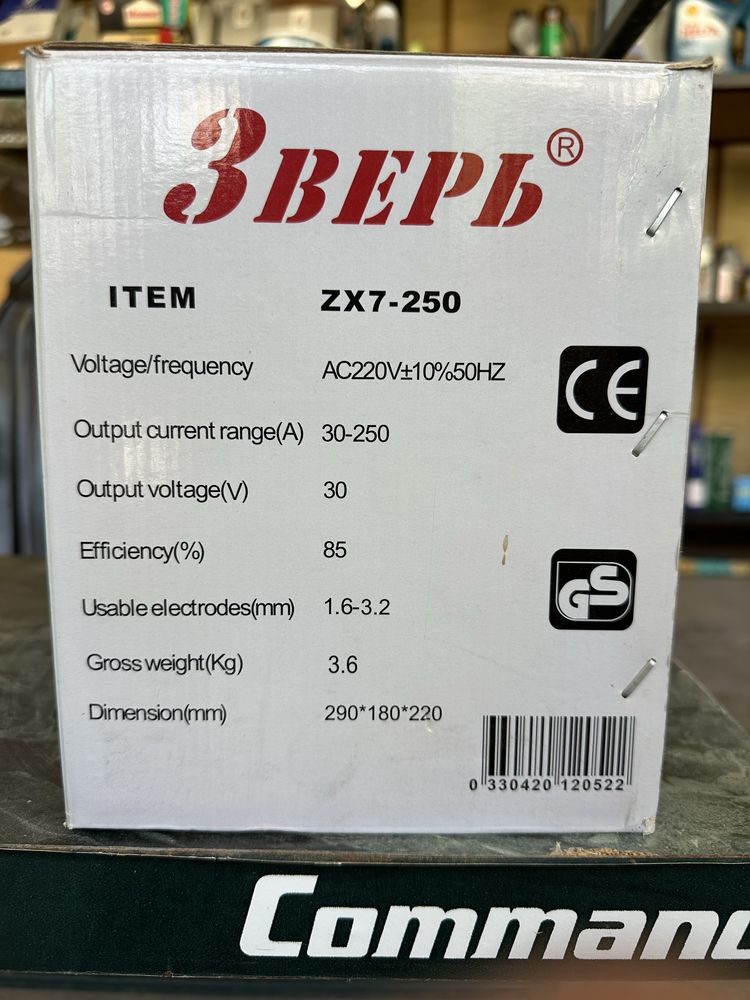 Зверь®
ITEM ZX7-250
Voltage/frequency AC220V±10%50HZ
Output current range(A) 30-250
Output voltage(V) 30
Efficiency(%) 85
Usable electrodes(mm) 1.6-3.2
Gross weight(Kg) 3.6
Dimension(mm) 290*180*220
CE
GS
0 330420 120522
Command